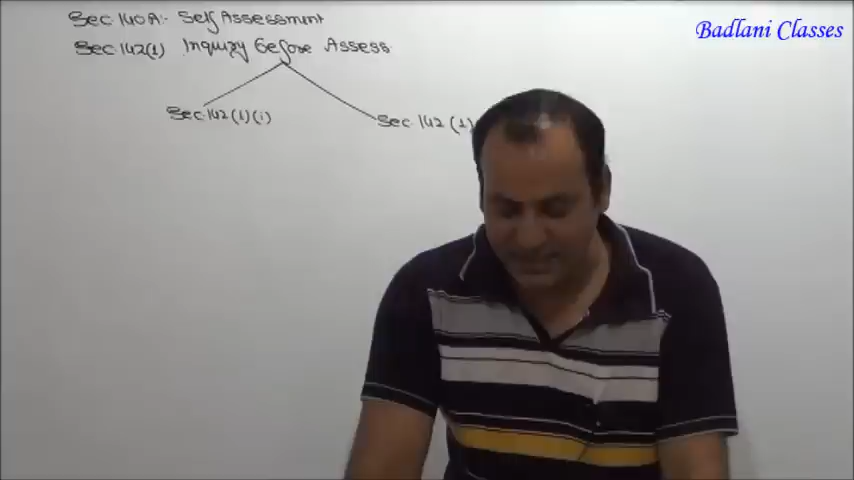 Badlani Classes
Sec.140A:- Self Assessment
Sec.142(1) Inquiry Before Assess
Sec.142(1)(i)
Sec.142(1)